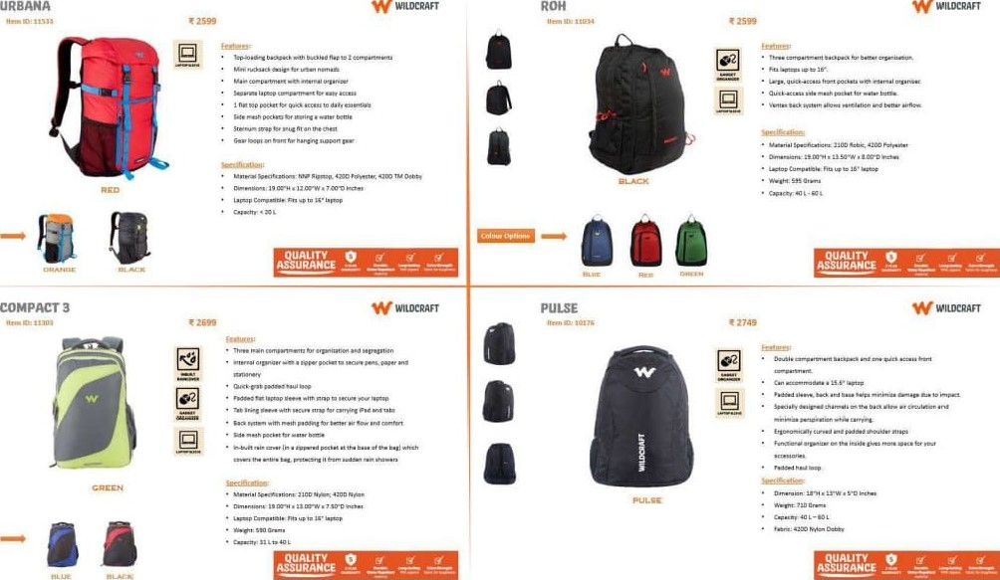 URBANA
Item ID: 11533
₹ 2599
WILDCRAFT
LAPTOP SLEEVE
Features:
Top-loading backpack with buckled flap to 2 compartments
Mini rucksack design for urban nomads
Main compartment with internal organizer
Separate laptop compartment for easy access
1 flat top pocket for quick access to daily essentials
Side mesh pockets for storing a water bottle
Sternum strap for snug fit on the chest
Gear loops on front for hanging support gear
Specification:
Material Specifications: NNP Ripstop, 420D Polyester, 420D TM Dobby
Dimensions: 19.00"H x 12.00"W x 7.00"D Inches
Laptop Compatible: Fits up to 16" laptop
Capacity: < 20 L
RED
ORANGE
BLACK
QUALITY
ASSURANCE
ROH
Item ID: 11034
₹ 2599
WILDCRAFT
GADGET
ORGANIZER
LAPTOP SLEEVE
Features:
Three compartment backpack for better organisation.
Fits laptops up to 16".
Large, quick-access front pockets with internal organiser.
Quick-access side mesh pocket for water bottle.
Ventex back system allows ventilation and better airflow.
Specification:
Material Specifications: 210D Robic, 420D Polyester
Dimensions: 19.00"H x 13.50"W x 8.00"D Inches
Laptop Compatible: Fits up to 16" laptop
Weight: 595 Grams
Capacity: 40 L - 60 L
BLACK
Colour Options
BLUE
RED
GREEN
QUALITY
ASSURANCE
COMPACT 3
Item ID: 11303
₹ 2699
WILDCRAFT
INBUILT
RAINCOVER
GADGET
ORGANIZER
LAPTOP SLEEVE
Features:
Three main compartments for organization and segregation
Internal organizer with a zipper pocket to secure pens, paper and
stationery
Quick-grab padded haul loop
Padded flat laptop sleeve with strap to secure your laptop
Tab lining sleeve with secure strap for carrying iPad and tabs
Back system with mesh padding for better air flow and comfort
Side mesh pocket for water bottle
In-built rain cover (in a zippered pocket at the base of the bag) which
covers the entire bag, protecting it from sudden rain showers
Specification:
Material Specifications: 210D Nylon; 420D Nylon
Dimensions: 19.00"H x 13.00"W x 7.50"D Inches
Laptop Compatible: Fits up to 16" laptop
Weight: 590 Grams
Capacity: 31 L to 40 L
GREEN
BLUE
BLACK
QUALITY
ASSURANCE
PULSE
Item ID: 10176
₹ 2749
WILDCRAFT
GADGET
ORGANIZER
LAPTOP SLEEVE
Features:
Double compartment backpack and one quick access front
compartment.
Can accommodate a 15.6" laptop
Padded sleeve, back and base helps minimize damage due to impact.
Specially designed channels on the back allow air circulation and
minimize perspiration while carrying.
Ergonomically curved and padded shoulder straps
Functional organizer on the inside gives more space for your
accessories.
Padded haul loop.
Specification:
Dimension: 18"H x 13"W x 5"D Inches
Weight: 710 Grams
Capacity: 40 L – 60 L
Fabric: 420D Nylon Dobby
WILDCRAFT
PULSE
QUALITY
ASSURANCE